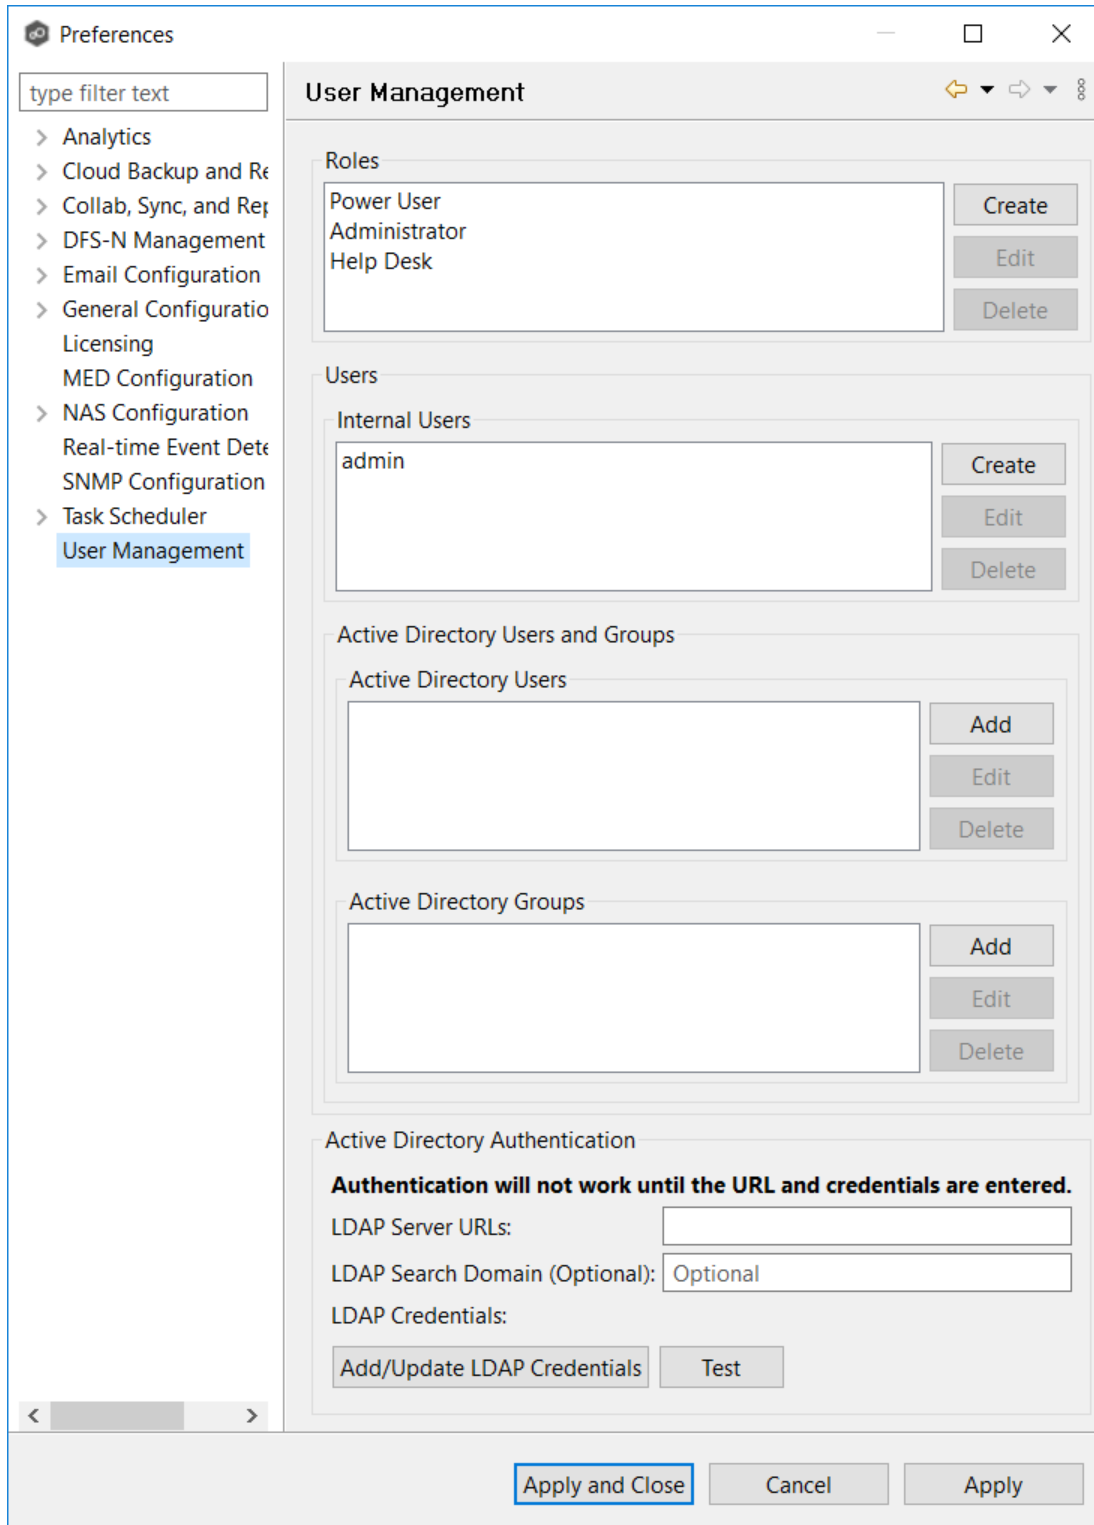 Preferences
type filter text
Analytics
Cloud Backup and Re
Collab, Sync, and Rep
DFS-N Management
Email Configuration
General Configuratio
Licensing
MED Configuration
NAS Configuration
Real-time Event Dete
SNMP Configuration
Task Scheduler
User Management
User Management
Roles
Power User
Administrator
Help Desk
Create
Edit
Delete
Users
Internal Users
admin
Create
Edit
Delete
Active Directory Users and Groups
Active Directory Users
Add
Edit
Delete
Active Directory Groups
Add
Edit
Delete
Active Directory Authentication
Authentication will not work until the URL and credentials are entered.
LDAP Server URLs:
LDAP Search Domain (Optional): Optional
LDAP Credentials:
Add/Update LDAP Credentials Test
Apply and Close Cancel Apply